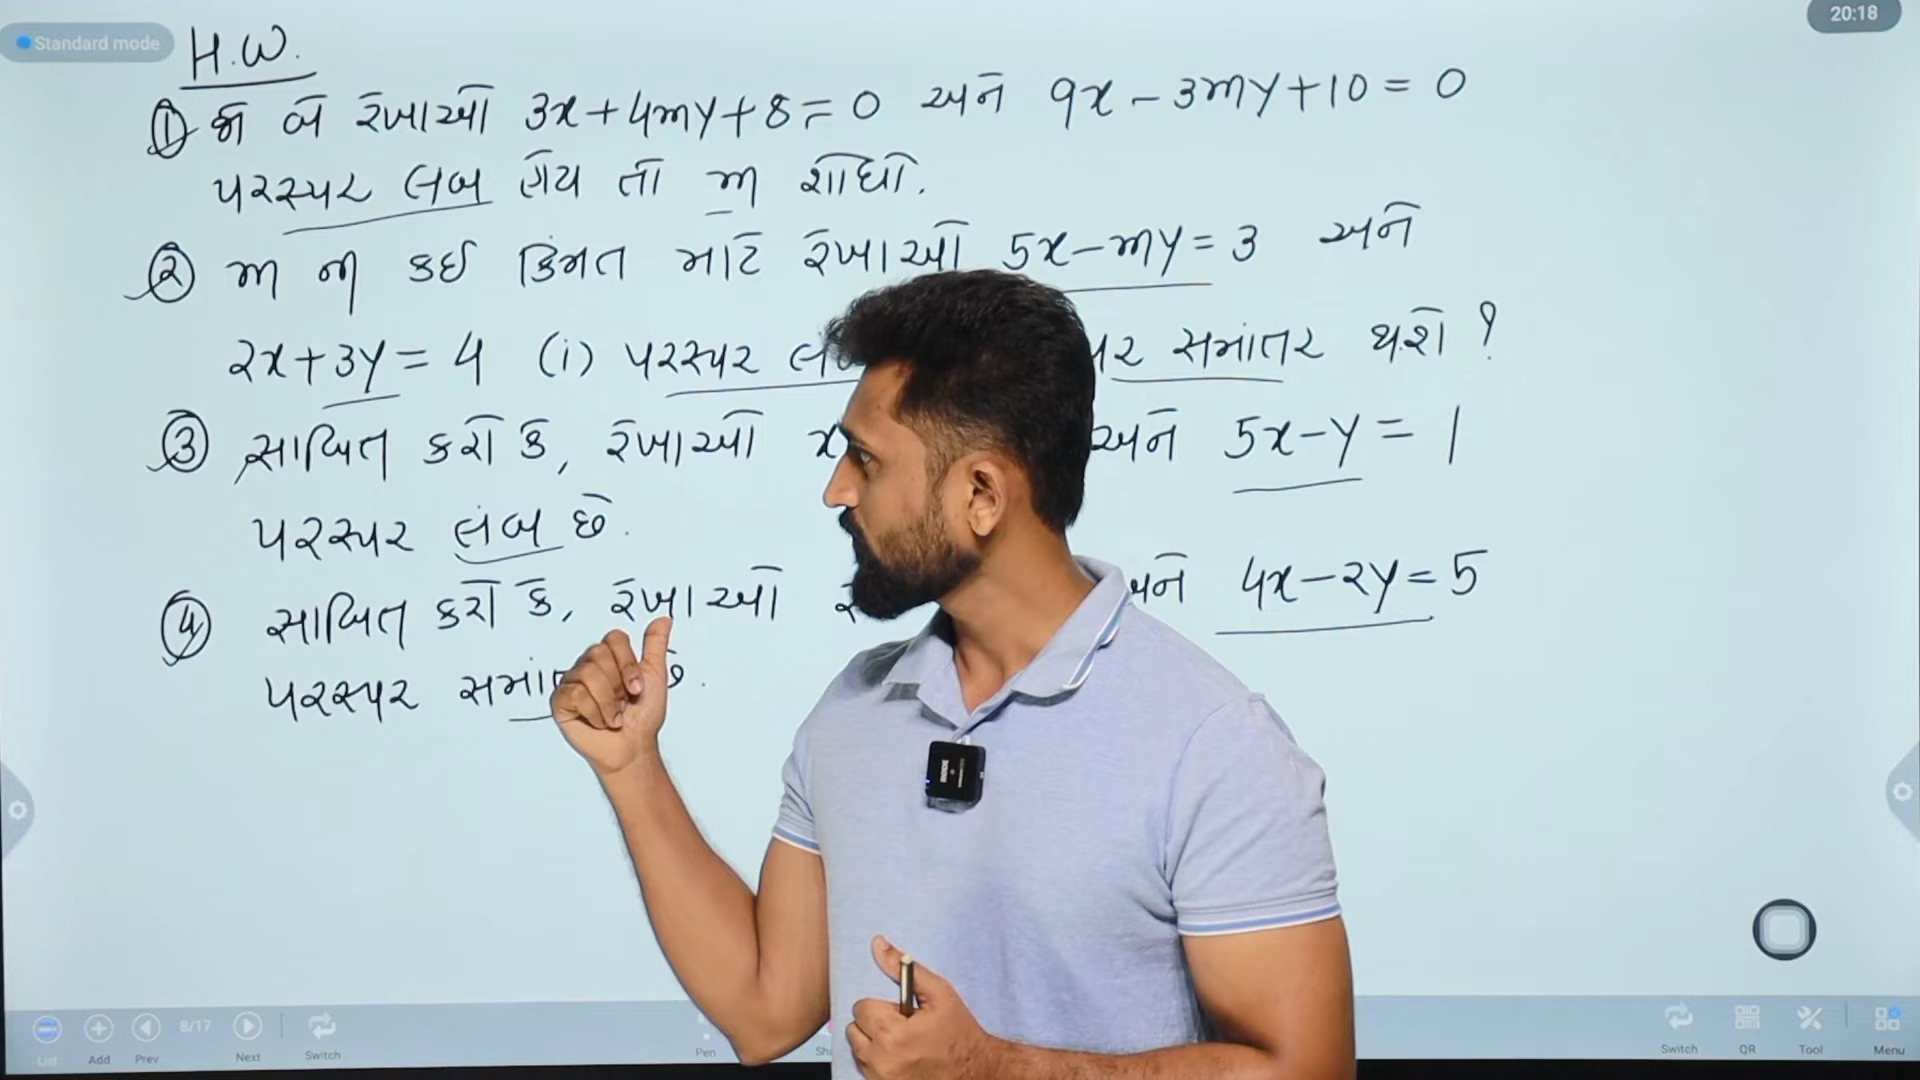 Standard mode
20:18
H.W.
① જો બે રેખાઓ 3x+4my+8=0 અને 9x-3my+10=0
પરસ્પર લંબ હોય તો m શોધો.
② m ની કઈ કિંમત માટે રેખાઓ 5x-my=3 અને
2x+3y=4 (i) પરસ્પર સમાંતર થશે?
③ સાબિત કરો કે, રેખાઓ x અને 5x-y=1
પરસ્પર લંબ છે.
④ સાબિત કરો કે, રેખાઓ અને 4x-2y=5
પરસ્પર છે.
List Add Prev 8/17 Next Switch Pen Switch QR Tool Menu